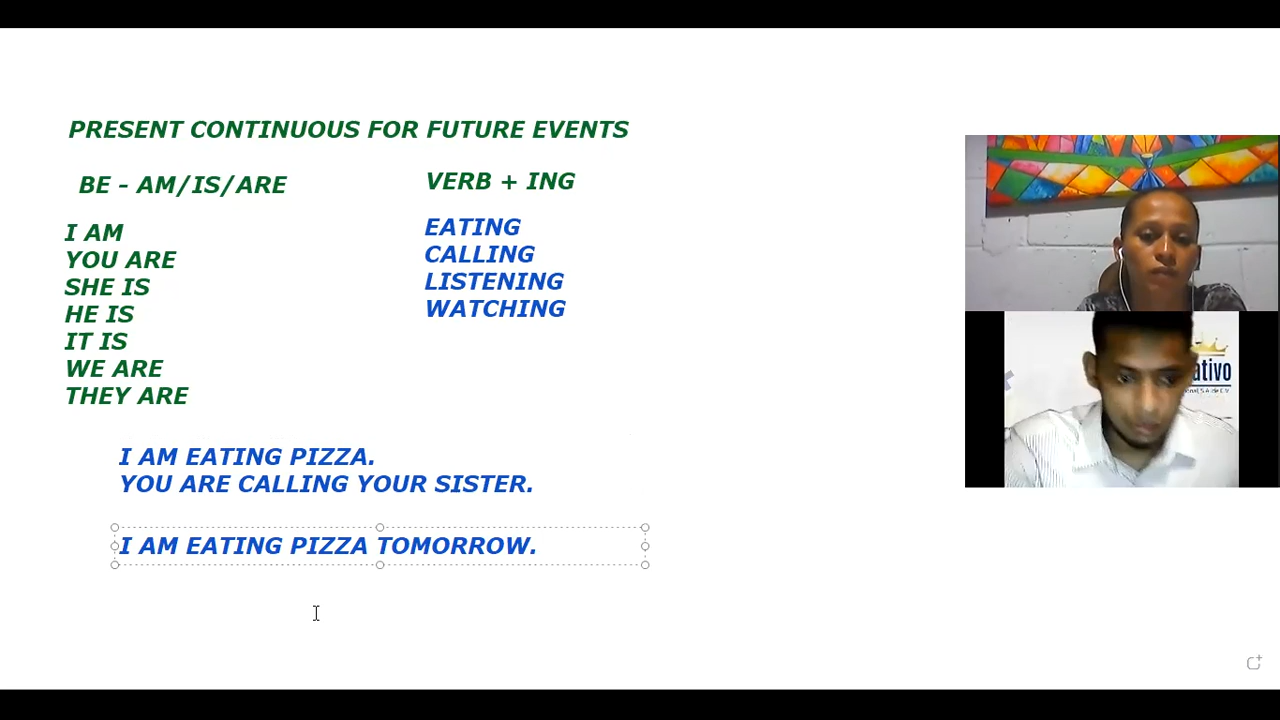 PRESENT CONTINUOUS FOR FUTURE EVENTS
BE - AM/IS/ARE
VERB + ING
I AM
YOU ARE
SHE IS
HE IS
IT IS
WE ARE
THEY ARE
EATING
CALLING
LISTENING
WATCHING
I AM EATING PIZZA.
YOU ARE CALLING YOUR SISTER.
I AM EATING PIZZA TOMORROW.
ativo